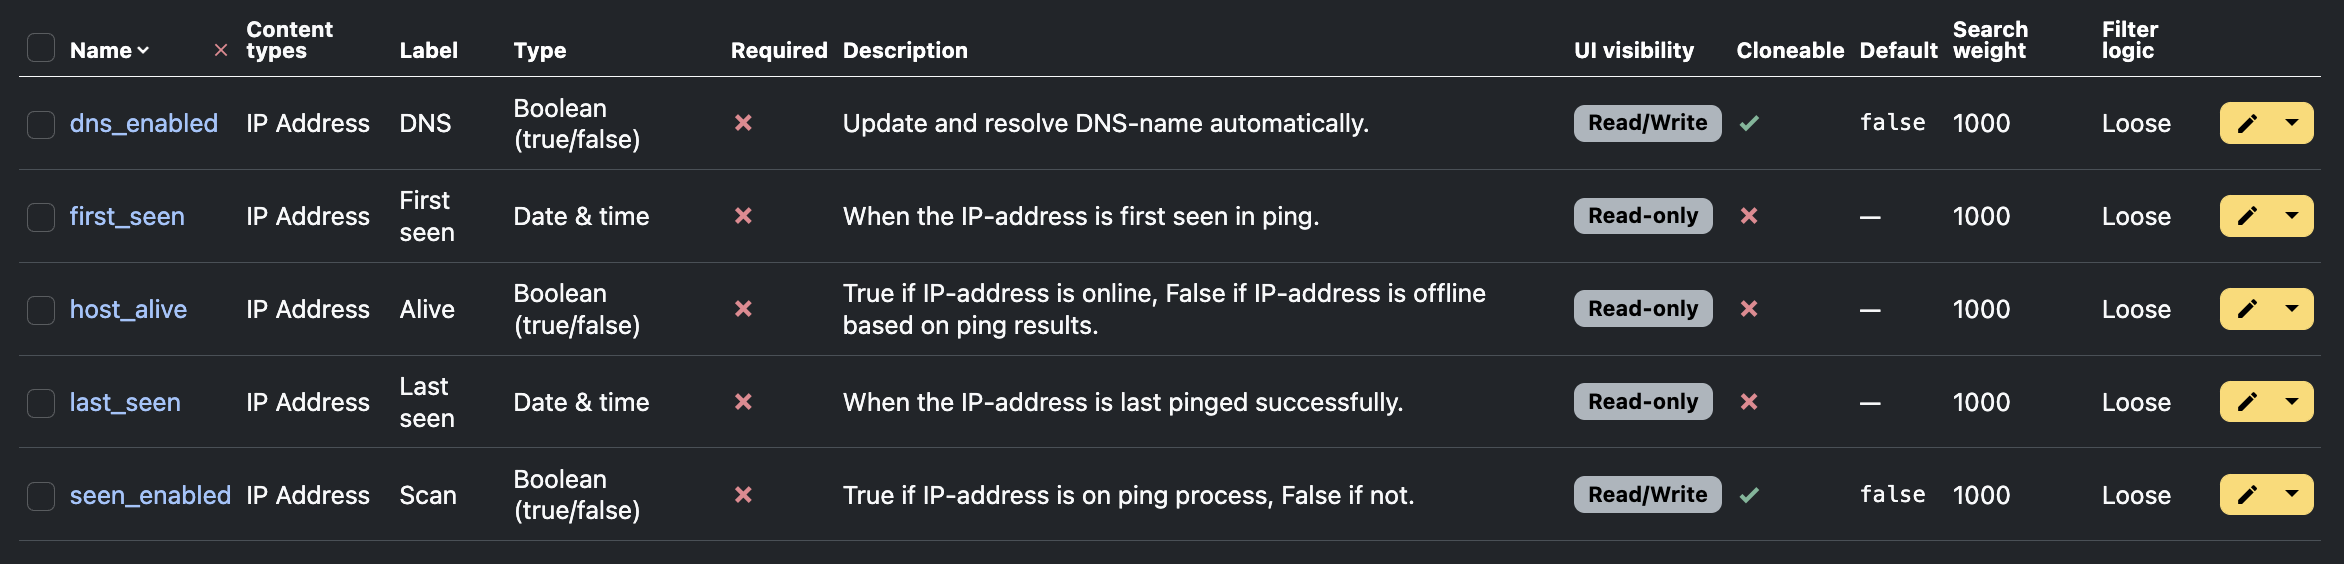 Name Content types Label Type Required Description UI visibility Cloneable Default Search weight Filter logic
dns_enabled IP Address DNS Boolean (true/false) Update and resolve DNS-name automatically. Read/Write false 1000 Loose
first_seen IP Address First seen Date & time When the IP-address is first seen in ping. Read-only — 1000 Loose
host_alive IP Address Alive Boolean (true/false) True if IP-address is online, False if IP-address is offline based on ping results. Read-only — 1000 Loose
last_seen IP Address Last seen Date & time When the IP-address is last pinged successfully. Read-only — 1000 Loose
seen_enabled IP Address Scan Boolean (true/false) True if IP-address is on ping process, False if not. Read/Write false 1000 Loose